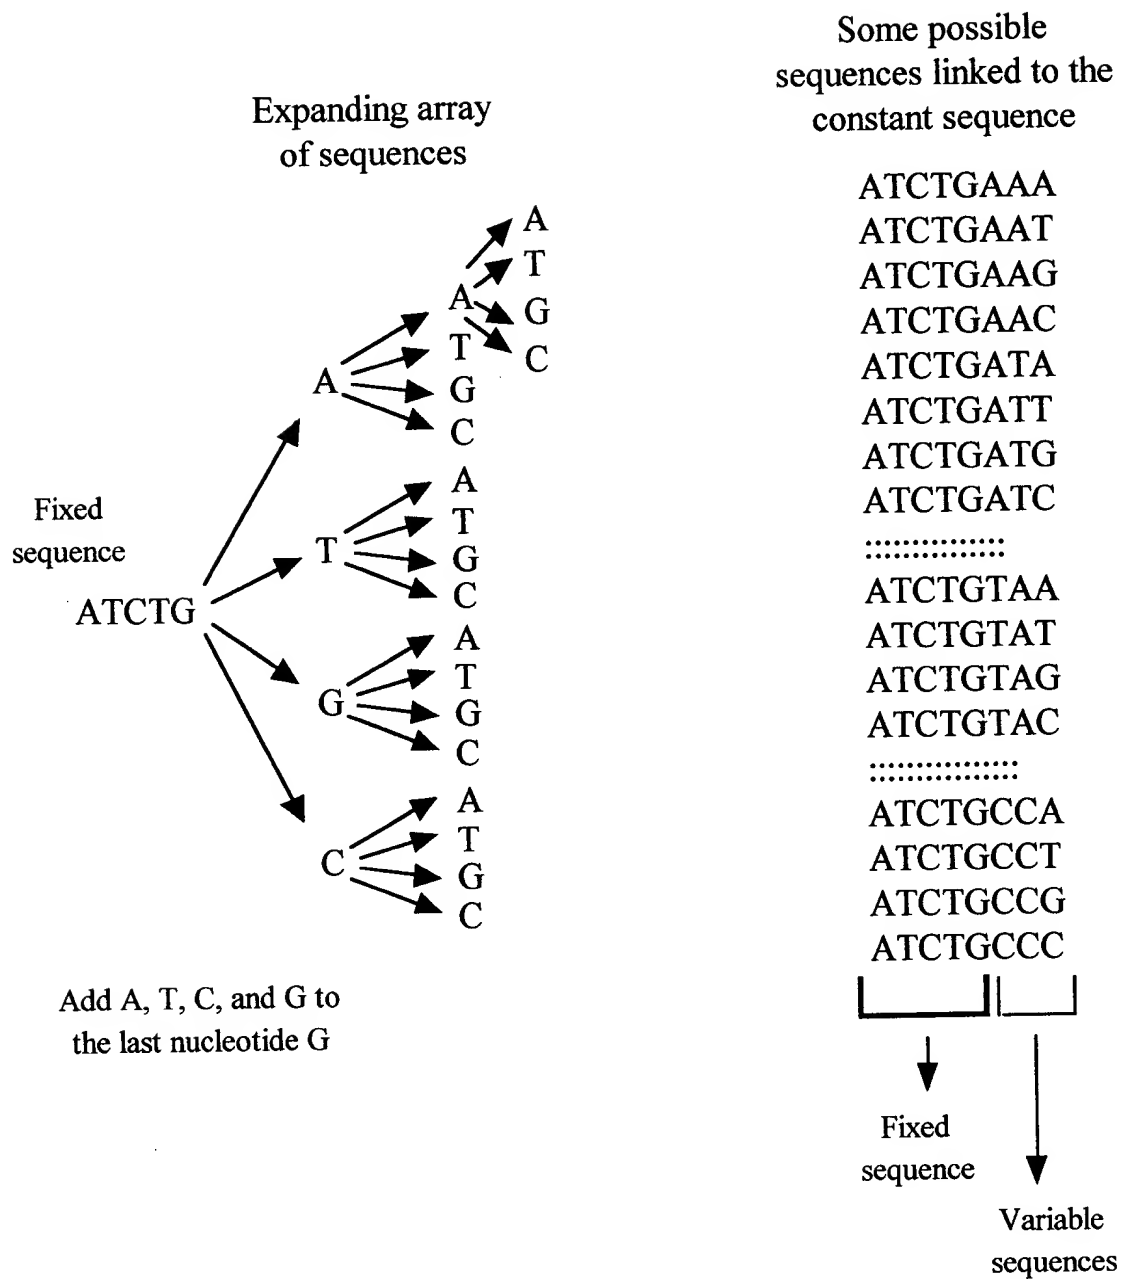 Expanding array
of sequences
Fixed
sequence
ATCTG
A
T
G
C
A
T
G
C
A
T
G
C
A
T
G
C
A
T
G
C
A
T
G
C
Add A, T, C, and G to
the last nucleotide G
Some possible
sequences linked to the
constant sequence
ATCTGAAA
ATCTGAAT
ATCTGAAG
ATCTGAAC
ATCTGATA
ATCTGATT
ATCTGATG
ATCTGATC
ATCTGTAA
ATCTGTAT
ATCTGTAG
ATCTGTAC
ATCTGCCA
ATCTGCCT
ATCTGCCG
ATCTGCCC
Fixed
sequence
Variable
sequences